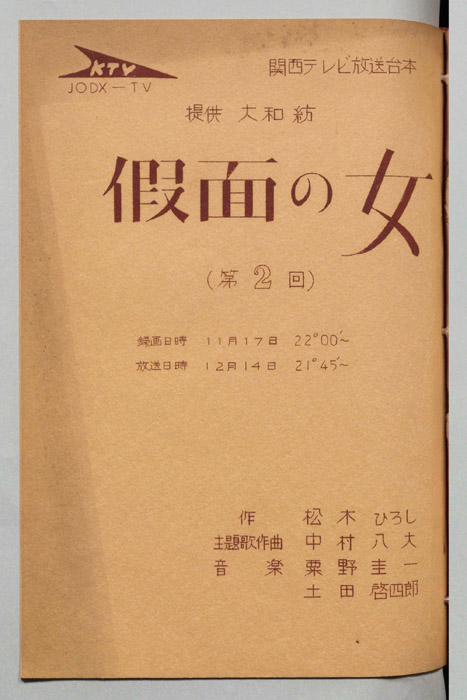 KTV
JODX—TV
関西テレビ放送台本
提供 大和紡
假面の女
(第2回)
録画日時 11月17日 22°00′~
放送日時 12月14日 21°45′~
作 松木ひろし
主題歌作曲 中村八大
音楽 粟野圭一
土田啓四郎